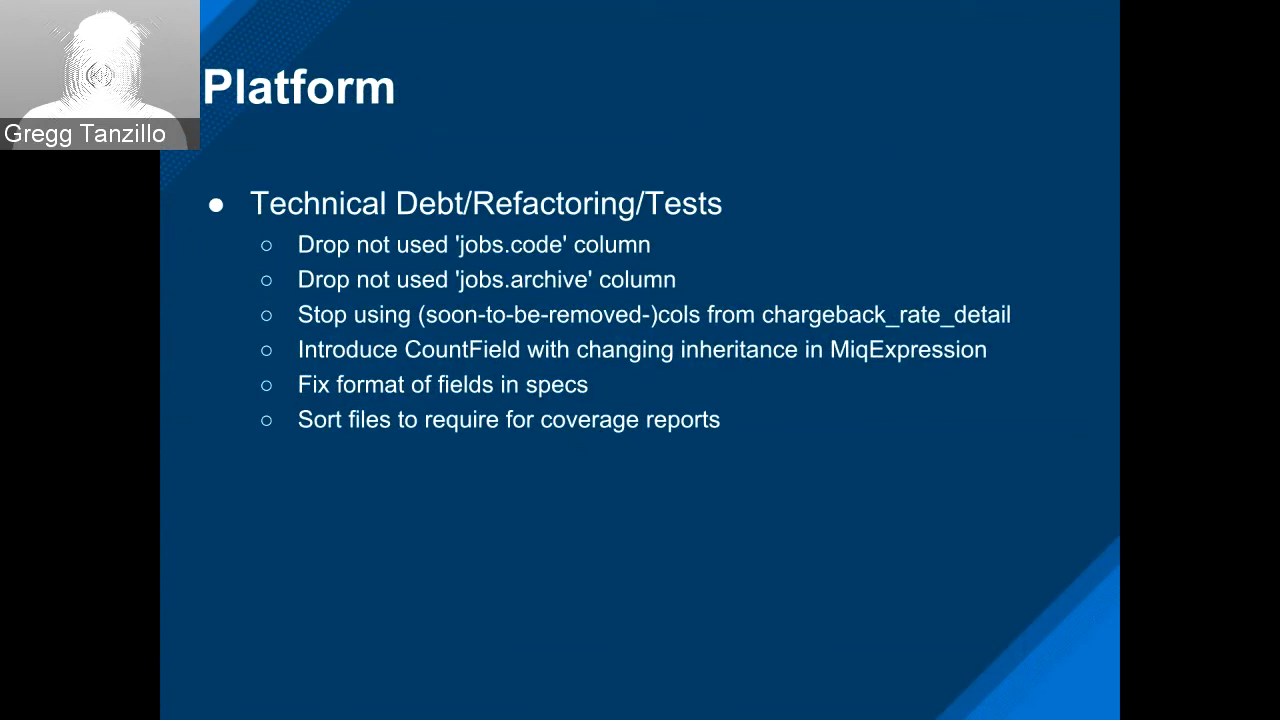 Platform
Gregg Tanzillo
● Technical Debt/Refactoring/Tests
○ Drop not used 'jobs.code' column
○ Drop not used 'jobs.archive' column
○ Stop using (soon-to-be-removed-)cols from chargeback_rate_detail
○ Introduce CountField with changing inheritance in MiqExpression
○ Fix format of fields in specs
○ Sort files to require for coverage reports